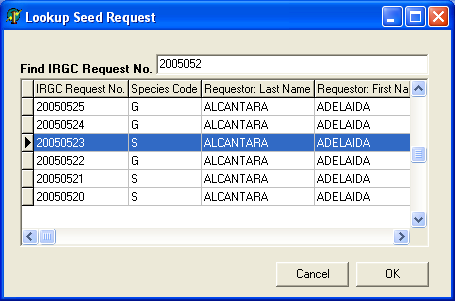 Lookup Seed Request
Find IRGC Request No. 2005052
IRGC Request No. Species Code Requestor: Last Name Requestor: First Na
20050525 G ALCANTARA ADELAIDA
20050524 G ALCANTARA ADELAIDA
20050523 S ALCANTARA ADELAIDA
20050522 G ALCANTARA ADELAIDA
20050521 S ALCANTARA ADELAIDA
20050520 S ALCANTARA ADELAIDA
Cancel OK